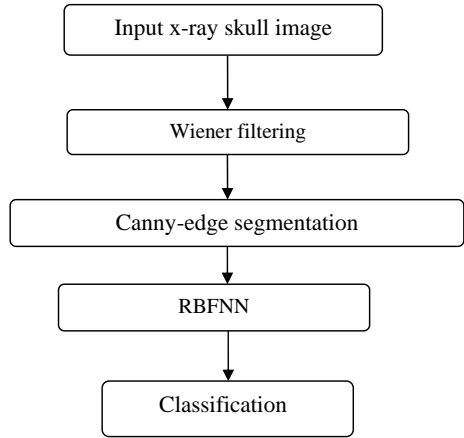 Input x-ray skull image
Wiener filtering
Canny-edge segmentation
RBFNN
Classification